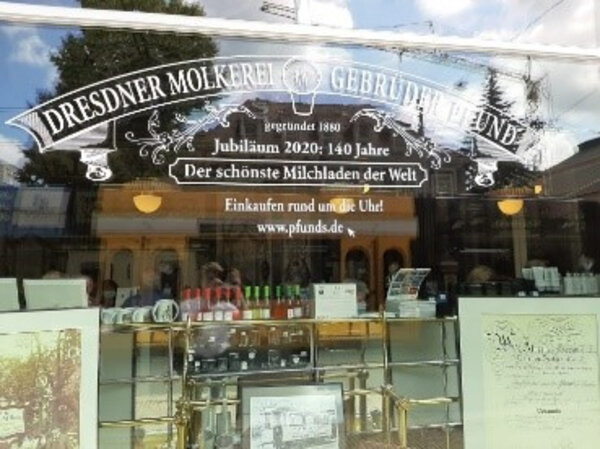 DRESDNER MOLKEREI GEBRÜDER PFUND
gegründet 1880
Jubiläum 2020: 140 Jahre
Der schönste Milchladen der Welt
Einkaufen rund um die Uhr!
www.pfunds.de